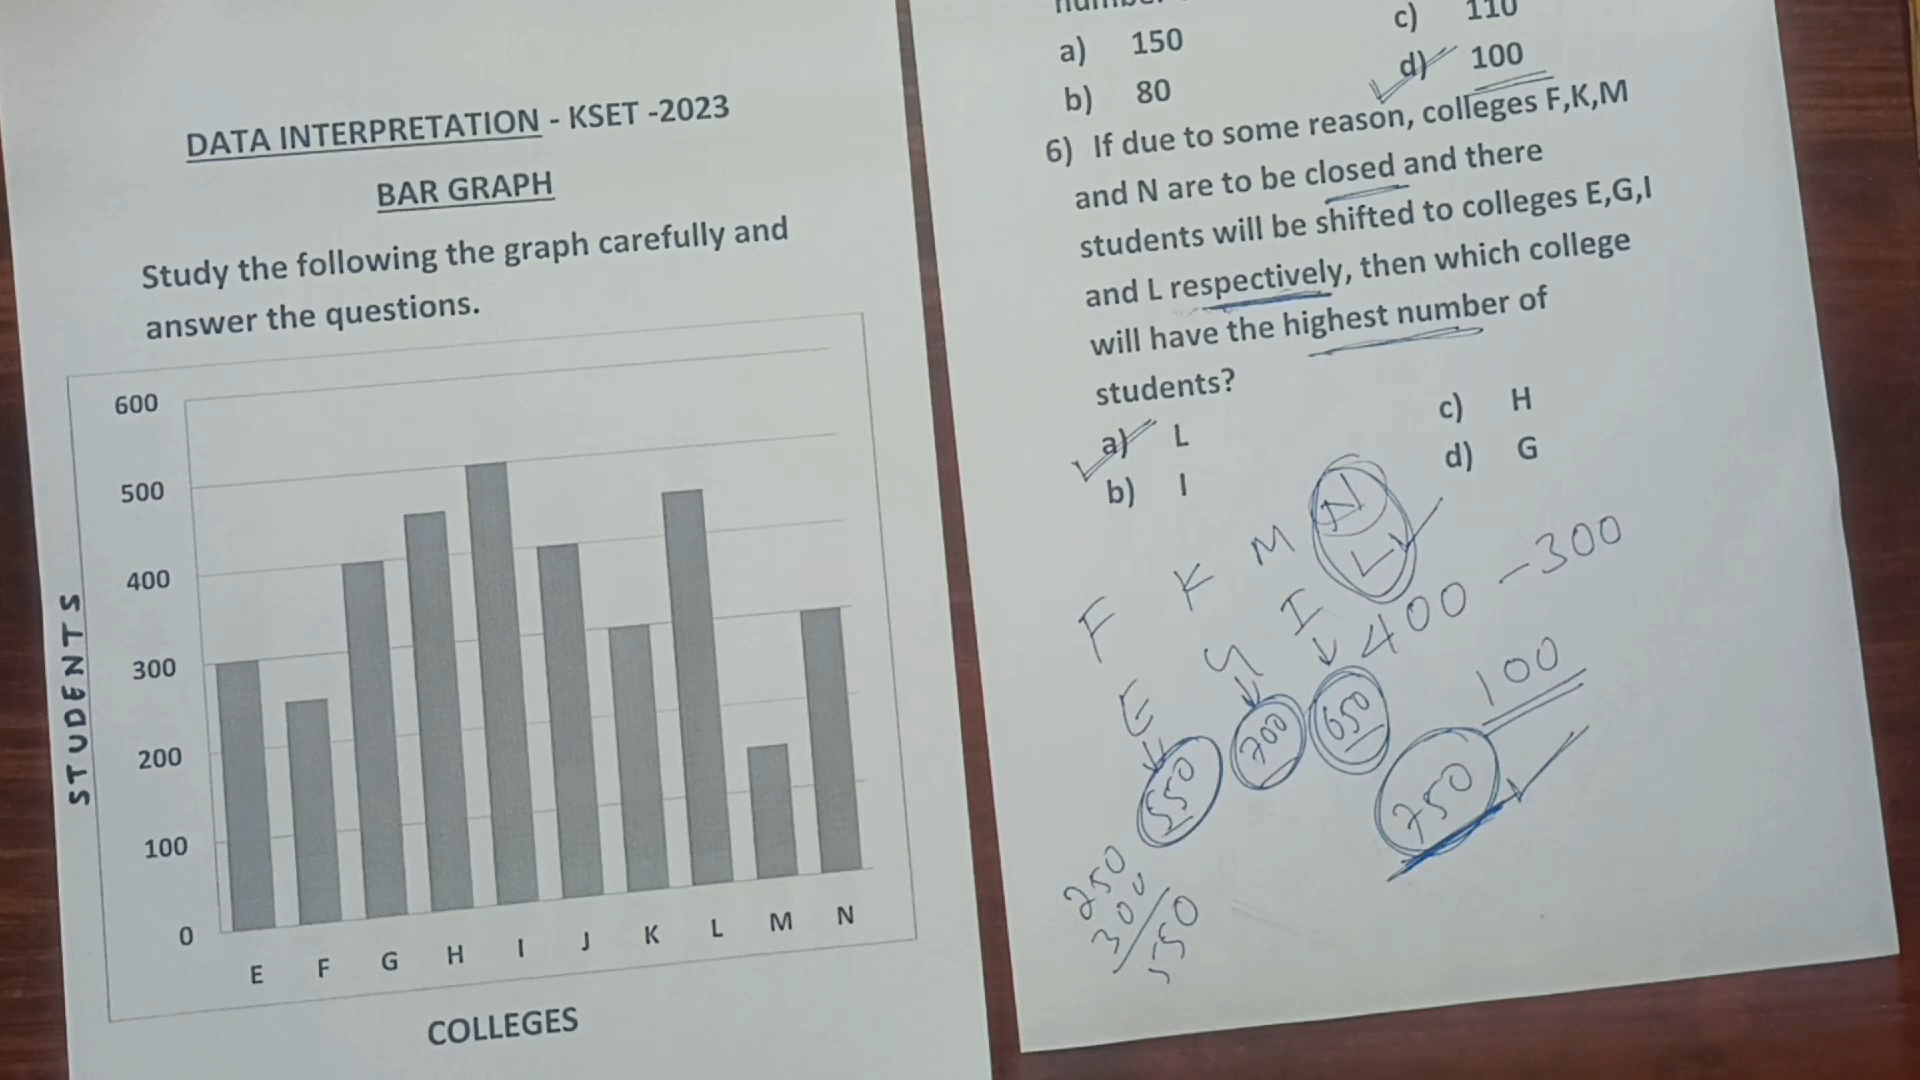 DATA INTERPRETATION - KSET -2023
BAR GRAPH
Study the following the graph carefully and
answer the questions.
600
500
400
300
200
100
0
STUDENTS
E F G H I J K L M N
COLLEGES
a) 150
c) 110
b) 80
d) 100
6) If due to some reason, colleges F,K,M
and N are to be closed and there
students will be shifted to colleges E,G,I
and L respectively, then which college
will have the highest number of
students?
a) L
c) H
b) I
d) G
F K M N
E G I L
400 - 300
100
550 700 650 750
250
300
550